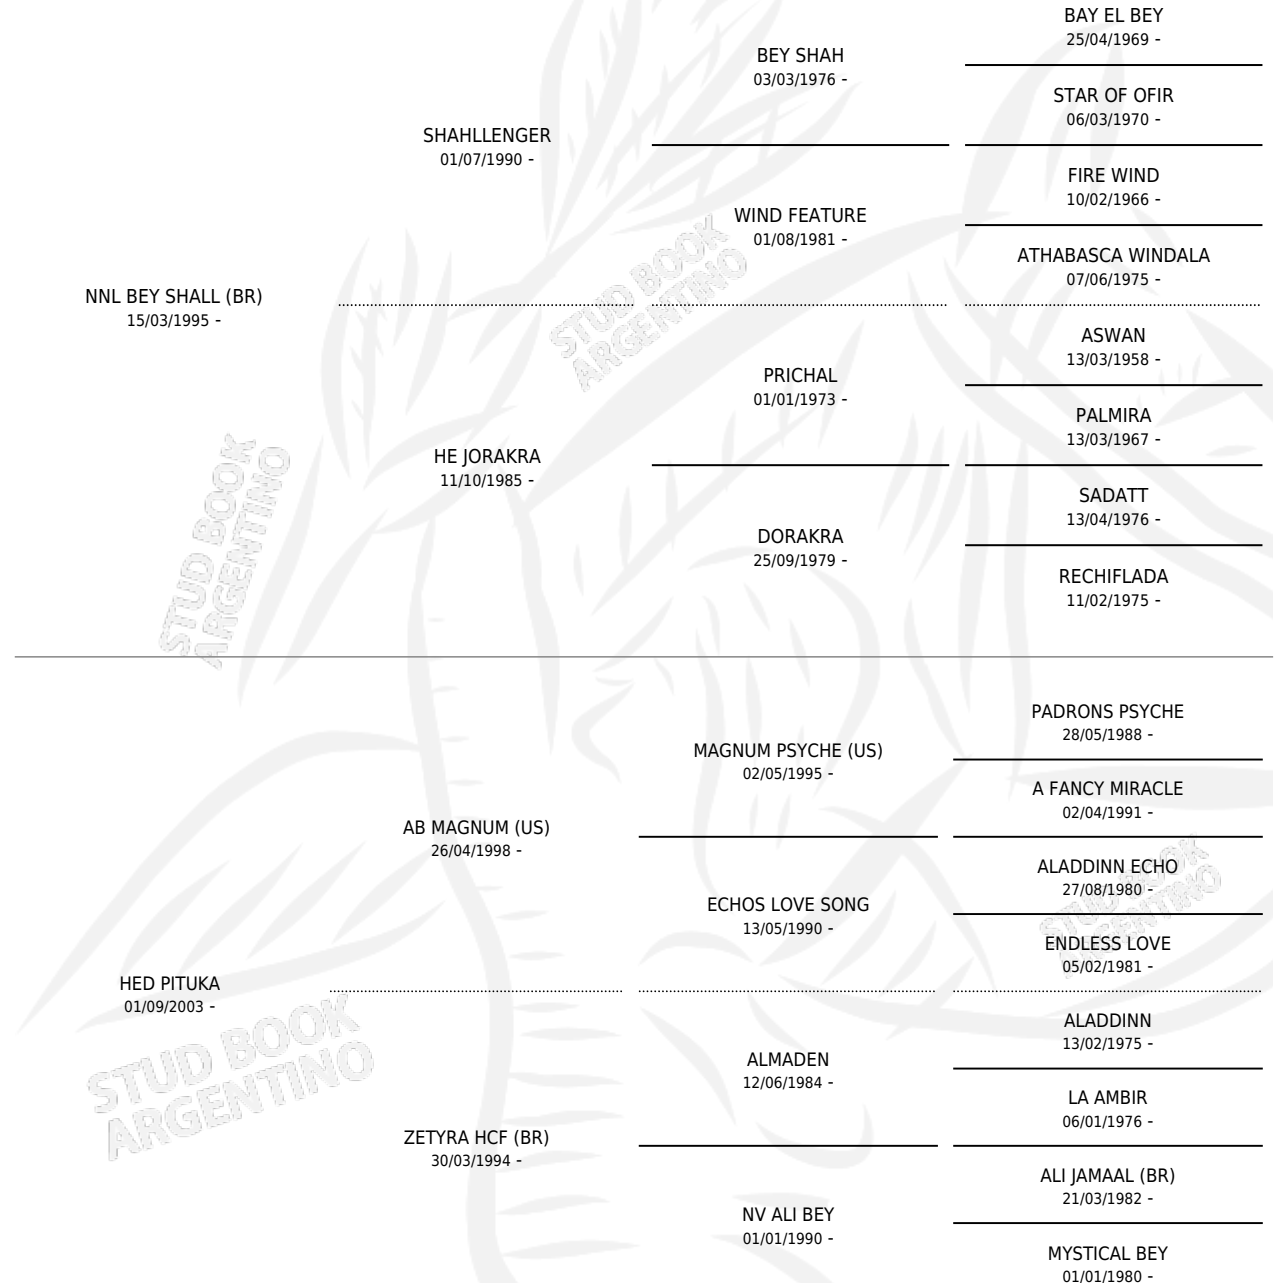 BAY EL BEY
25/04/1969 -
BEY SHAH
03/03/1976 -
STAR OF OFIR
06/03/1970 -
SHAHLLENGER
01/07/1990 -
FIRE WIND
10/02/1966 -
WIND FEATURE
01/08/1981 -
ATHABASCA WINDALA
07/06/1975 -
NNL BEY SHALL (BR)
15/03/1995 -
STUD BOOK
ARGENTINO
ASWAN
13/03/1958 -
PRICHAL
01/01/1973 -
PALMIRA
13/03/1967 -
HE JORAKRA
11/10/1985 -
SADATT
13/04/1976 -
DORAKRA
25/09/1979 -
RECHIFLADA
11/02/1975 -
STUD BOOK
ARGENTINO
PADRONS PSYCHE
28/05/1988 -
MAGNUM PSYCHE (US)
02/05/1995 -
A FANCY MIRACLE
02/04/1991 -
AB MAGNUM (US)
26/04/1998 -
ALADDINN ECHO
27/08/1980 -
ECHOS LOVE SONG
13/05/1990 -
STUD BOOK
ARGENTINO
ENDLESS LOVE
05/02/1981 -
HED PITUKA
01/09/2003 -
STUD BOOK
ARGENTINO
ALADDINN
13/02/1975 -
ALMADEN
12/06/1984 -
LA AMBIR
06/01/1976 -
ZETYRA HCF (BR)
30/03/1994 -
ALI JAMAAL (BR)
21/03/1982 -
NV ALI BEY
01/01/1990 -
MYSTICAL BEY
01/01/1980 -